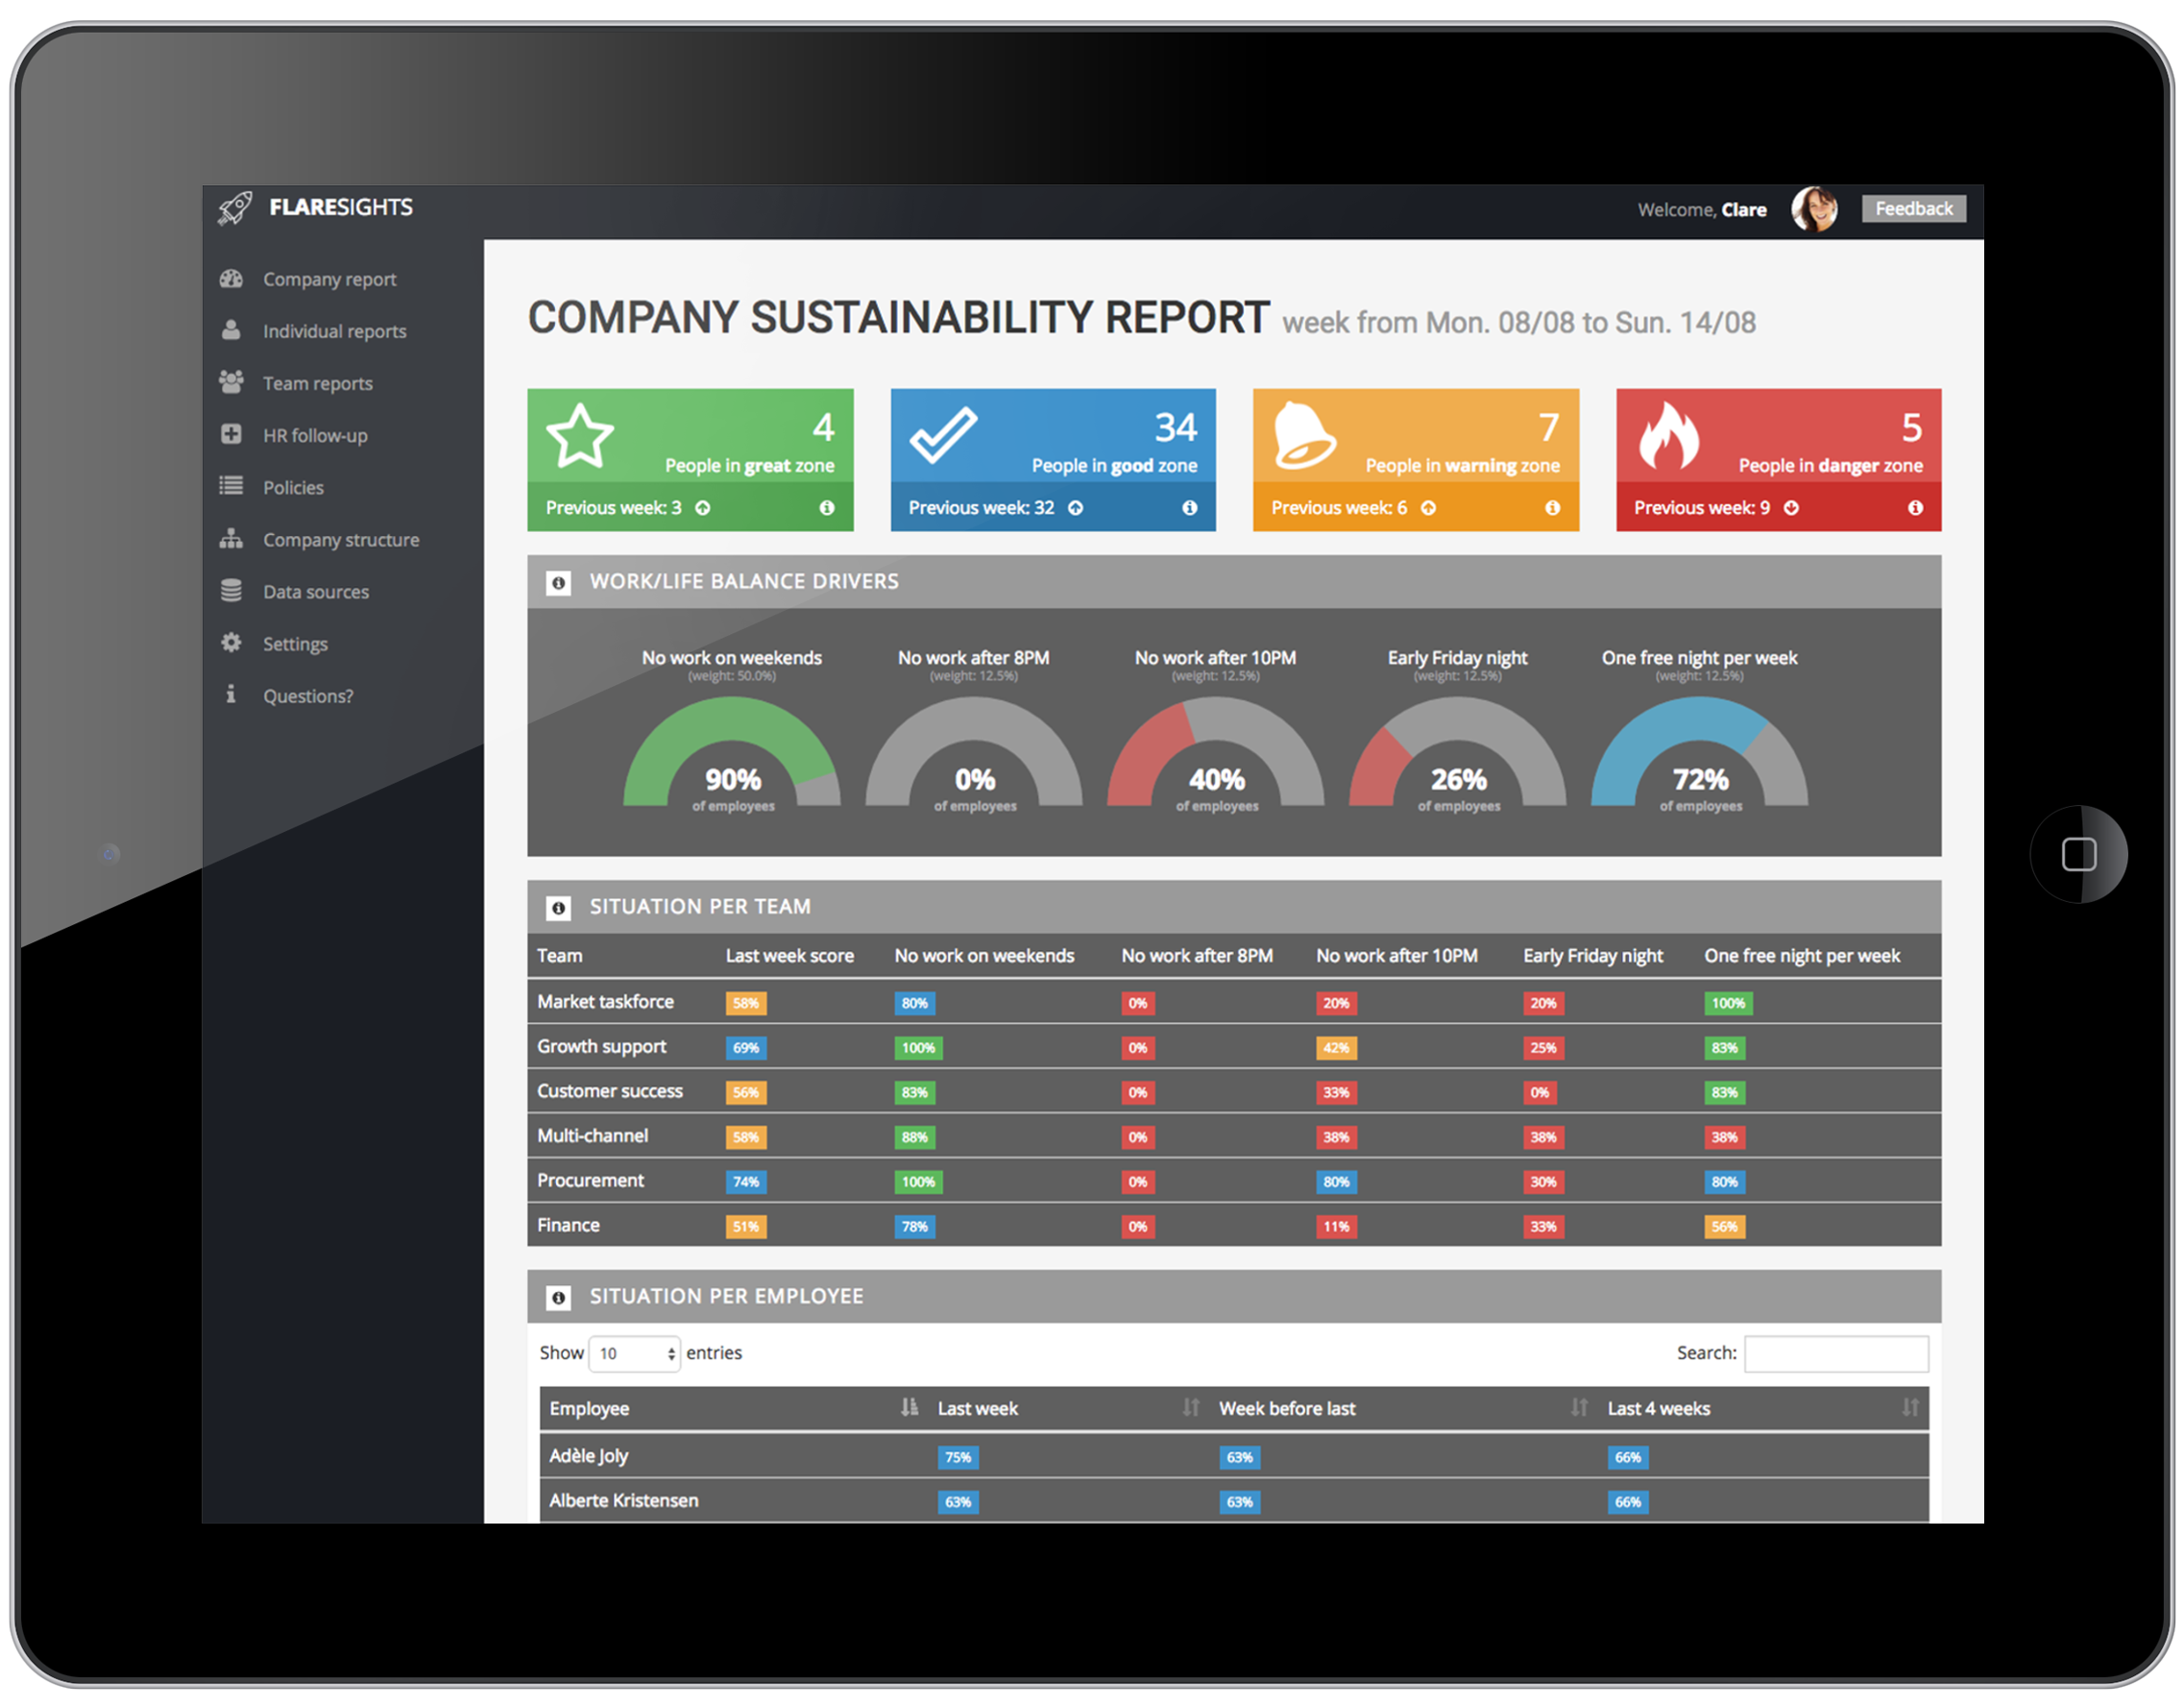 FLARESIGHTS
Welcome, Clare
Feedback
Company report
Individual reports
Team reports
HR follow-up
Policies
Company structure
Data sources
Settings
Questions?
COMPANY SUSTAINABILITY REPORT week from Mon. 08/08 to Sun. 14/08
4
People in great zone
Previous week: 3
34
People in good zone
Previous week: 32
7
People in warning zone
Previous week: 6
5
People in danger zone
Previous week: 9
WORK/LIFE BALANCE DRIVERS
No work on weekends
(weight: 50.0%)
90%
of employees
No work after 8PM
(weight: 12.5%)
0%
of employees
No work after 10PM
(weight: 12.5%)
40%
of employees
Early Friday night
(weight: 12.5%)
26%
of employees
One free night per week
(weight: 12.5%)
72%
of employees
SITUATION PER TEAM
Team Last week score No work on weekends No work after 8PM No work after 10PM Early Friday night One free night per week
Market taskforce 58% 80% 0% 20% 20% 100%
Growth support 69% 100% 0% 42% 25% 83%
Customer success 56% 83% 0% 33% 0% 83%
Multi-channel 58% 88% 0% 38% 38% 38%
Procurement 74% 100% 0% 80% 30% 80%
Finance 51% 78% 0% 11% 33% 56%
SITUATION PER EMPLOYEE
Show 10 entries Search:
Employee Last week Week before last Last 4 weeks
Adèle Joly 75% 63% 66%
Alberte Kristensen 63% 63% 66%